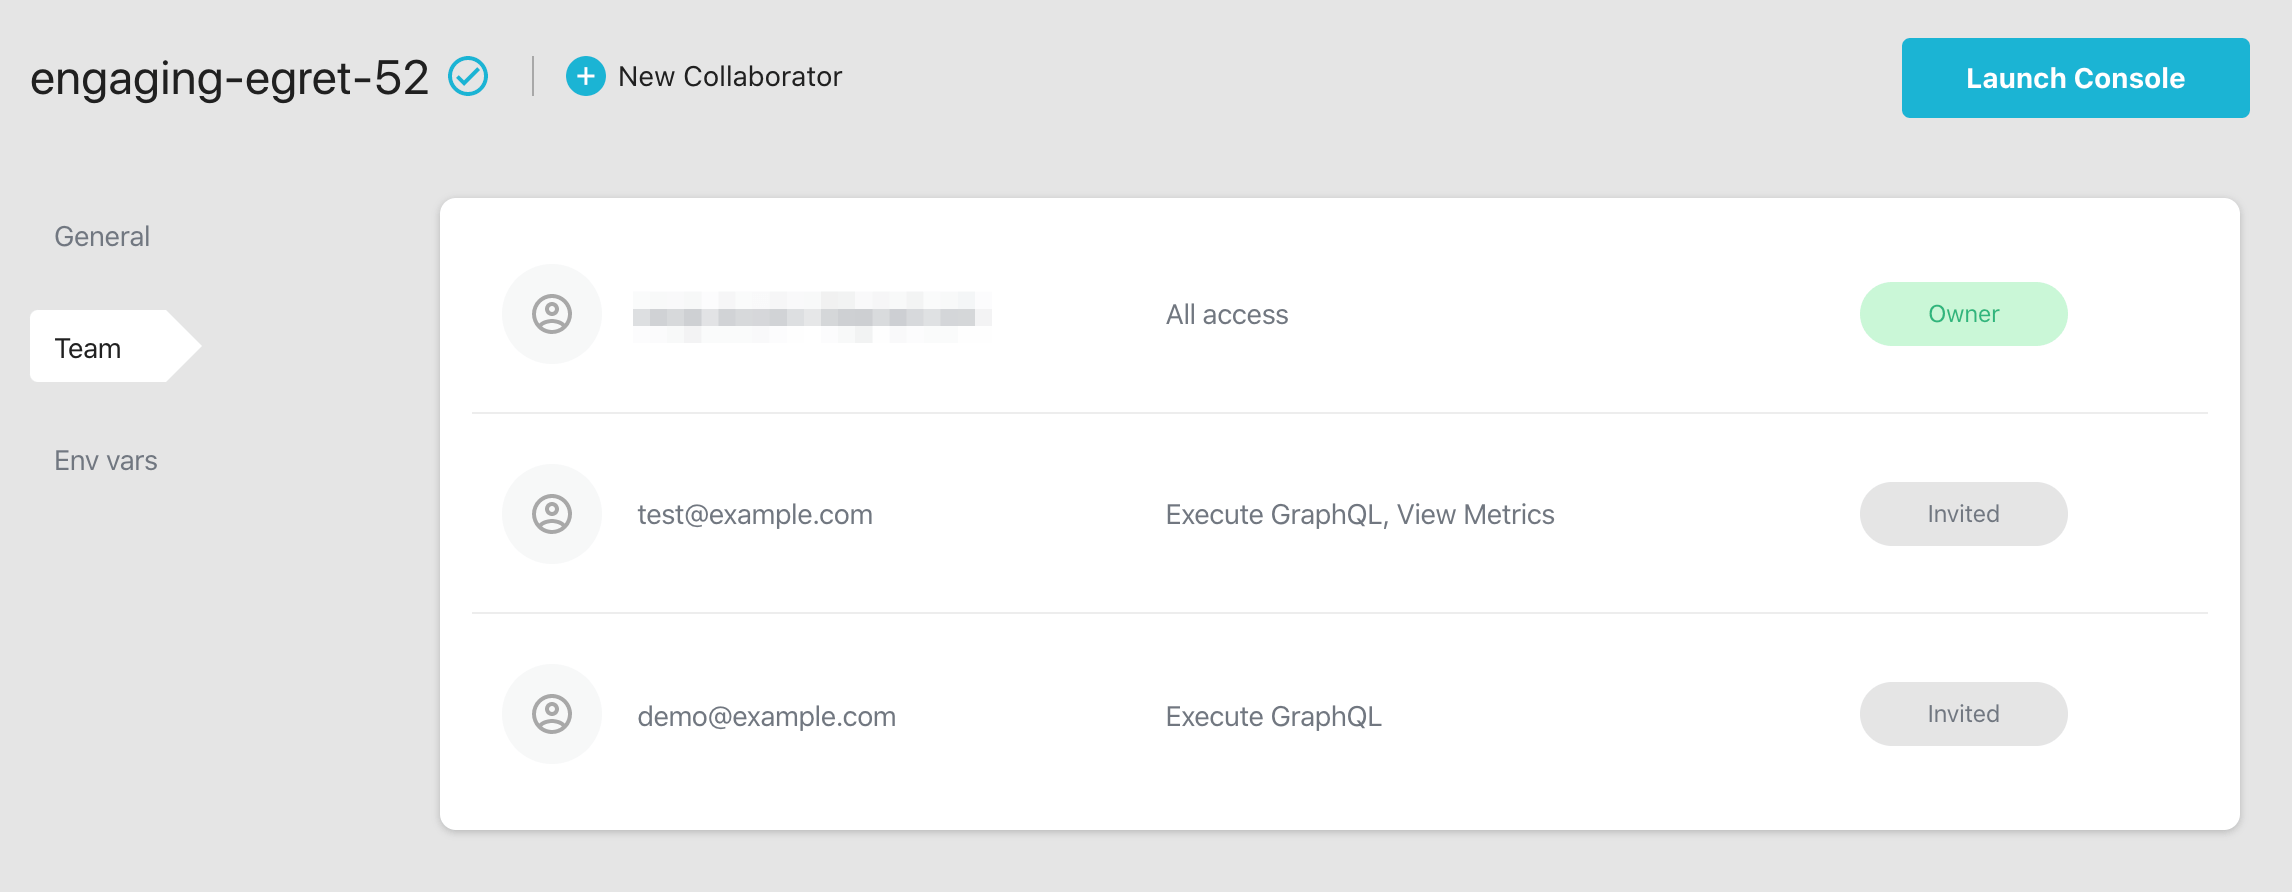 engaging-egret-52
New Collaborator
Launch Console
General
Team
Env vars
All access
Owner
test@example.com
Execute GraphQL, View Metrics
Invited
demo@example.com
Execute GraphQL
Invited